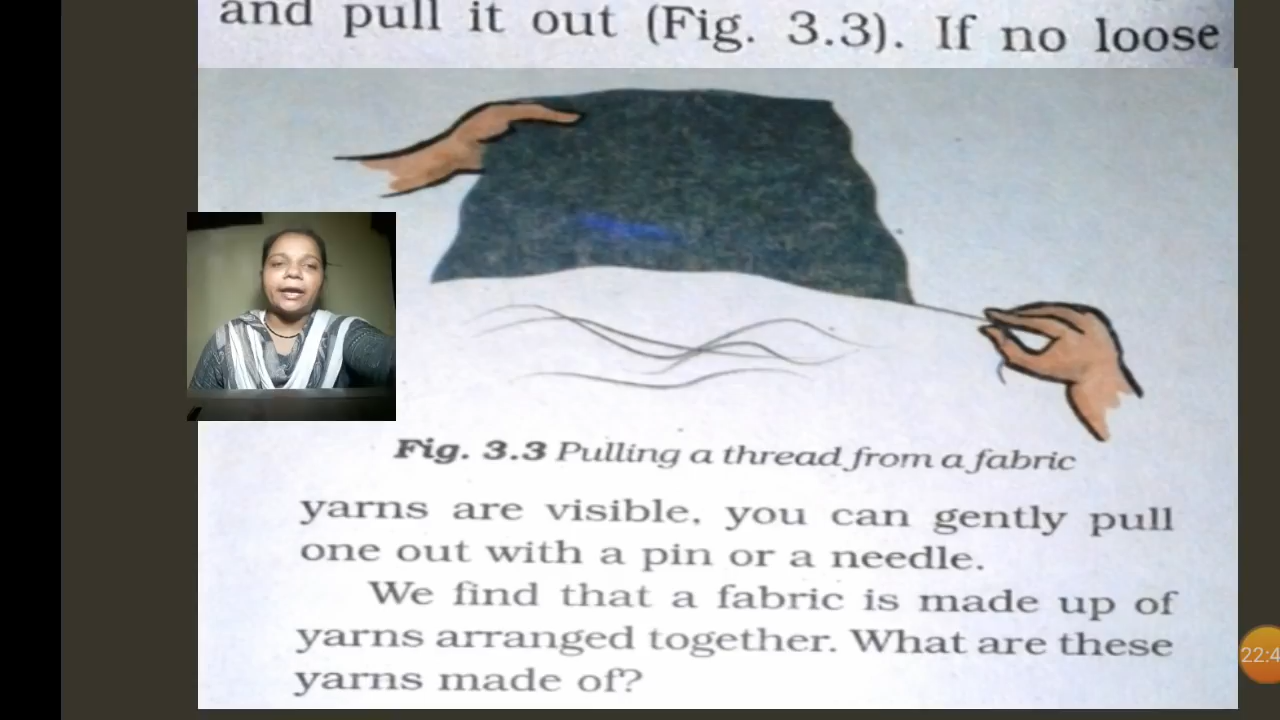 and pull it out (Fig. 3.3). If no loose
Fig. 3.3 Pulling a thread from a fabric
yarns are visible, you can gently pull
one out with a pin or a needle.
We find that a fabric is made up of
yarns arranged together. What are these
yarns made of?
22:4